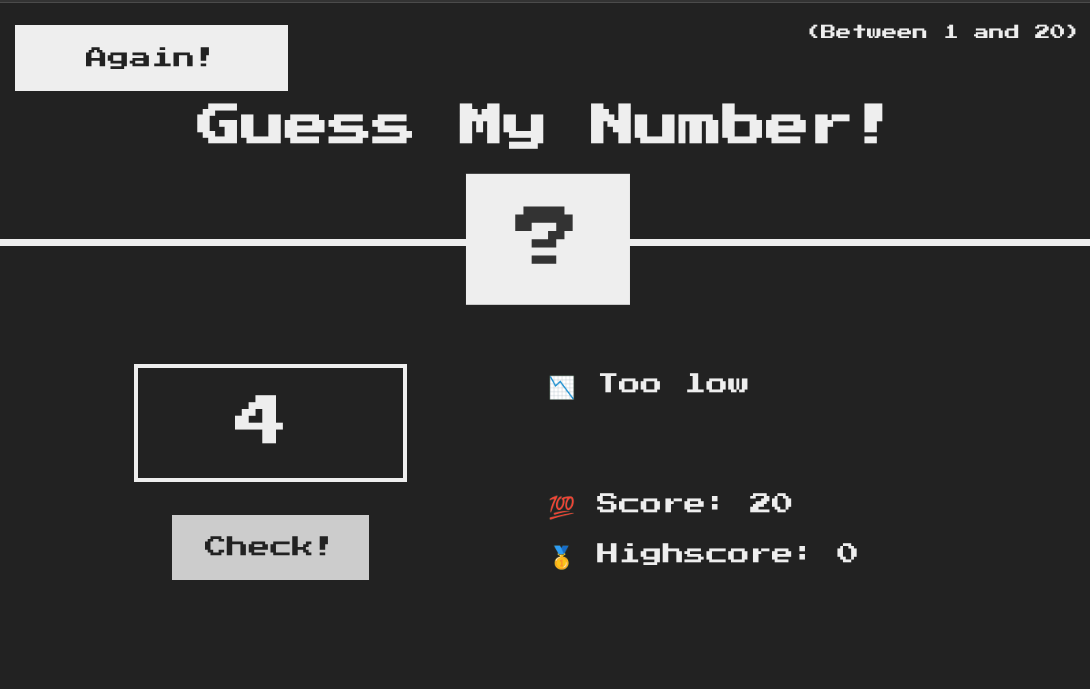 Again!
(Between 1 and 20)
Guess My Number!
?
4
📉 Too low
Check!
💯 Score: 20
🥇 Highscore: 0